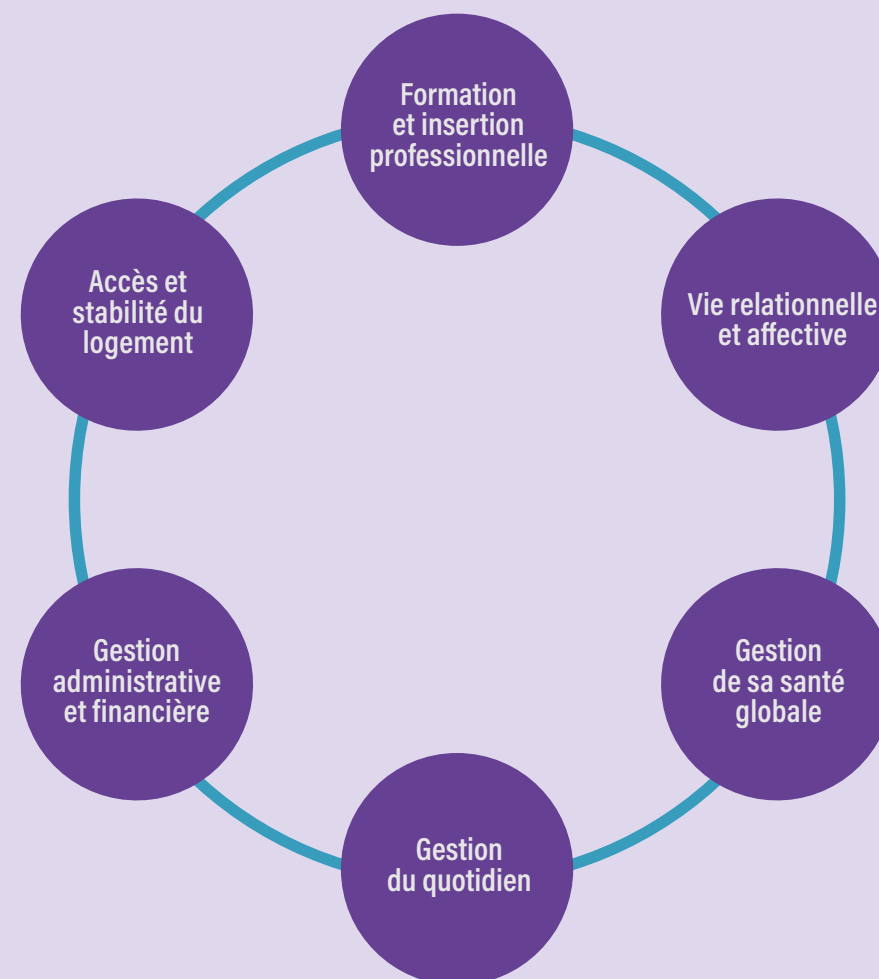 Formation
et insertion
professionnelle
Accès et
stabilité du
logement
Vie relationnelle
et affective
Gestion
administrative
et financière
Gestion
de sa santé
globale
Gestion
du quotidien